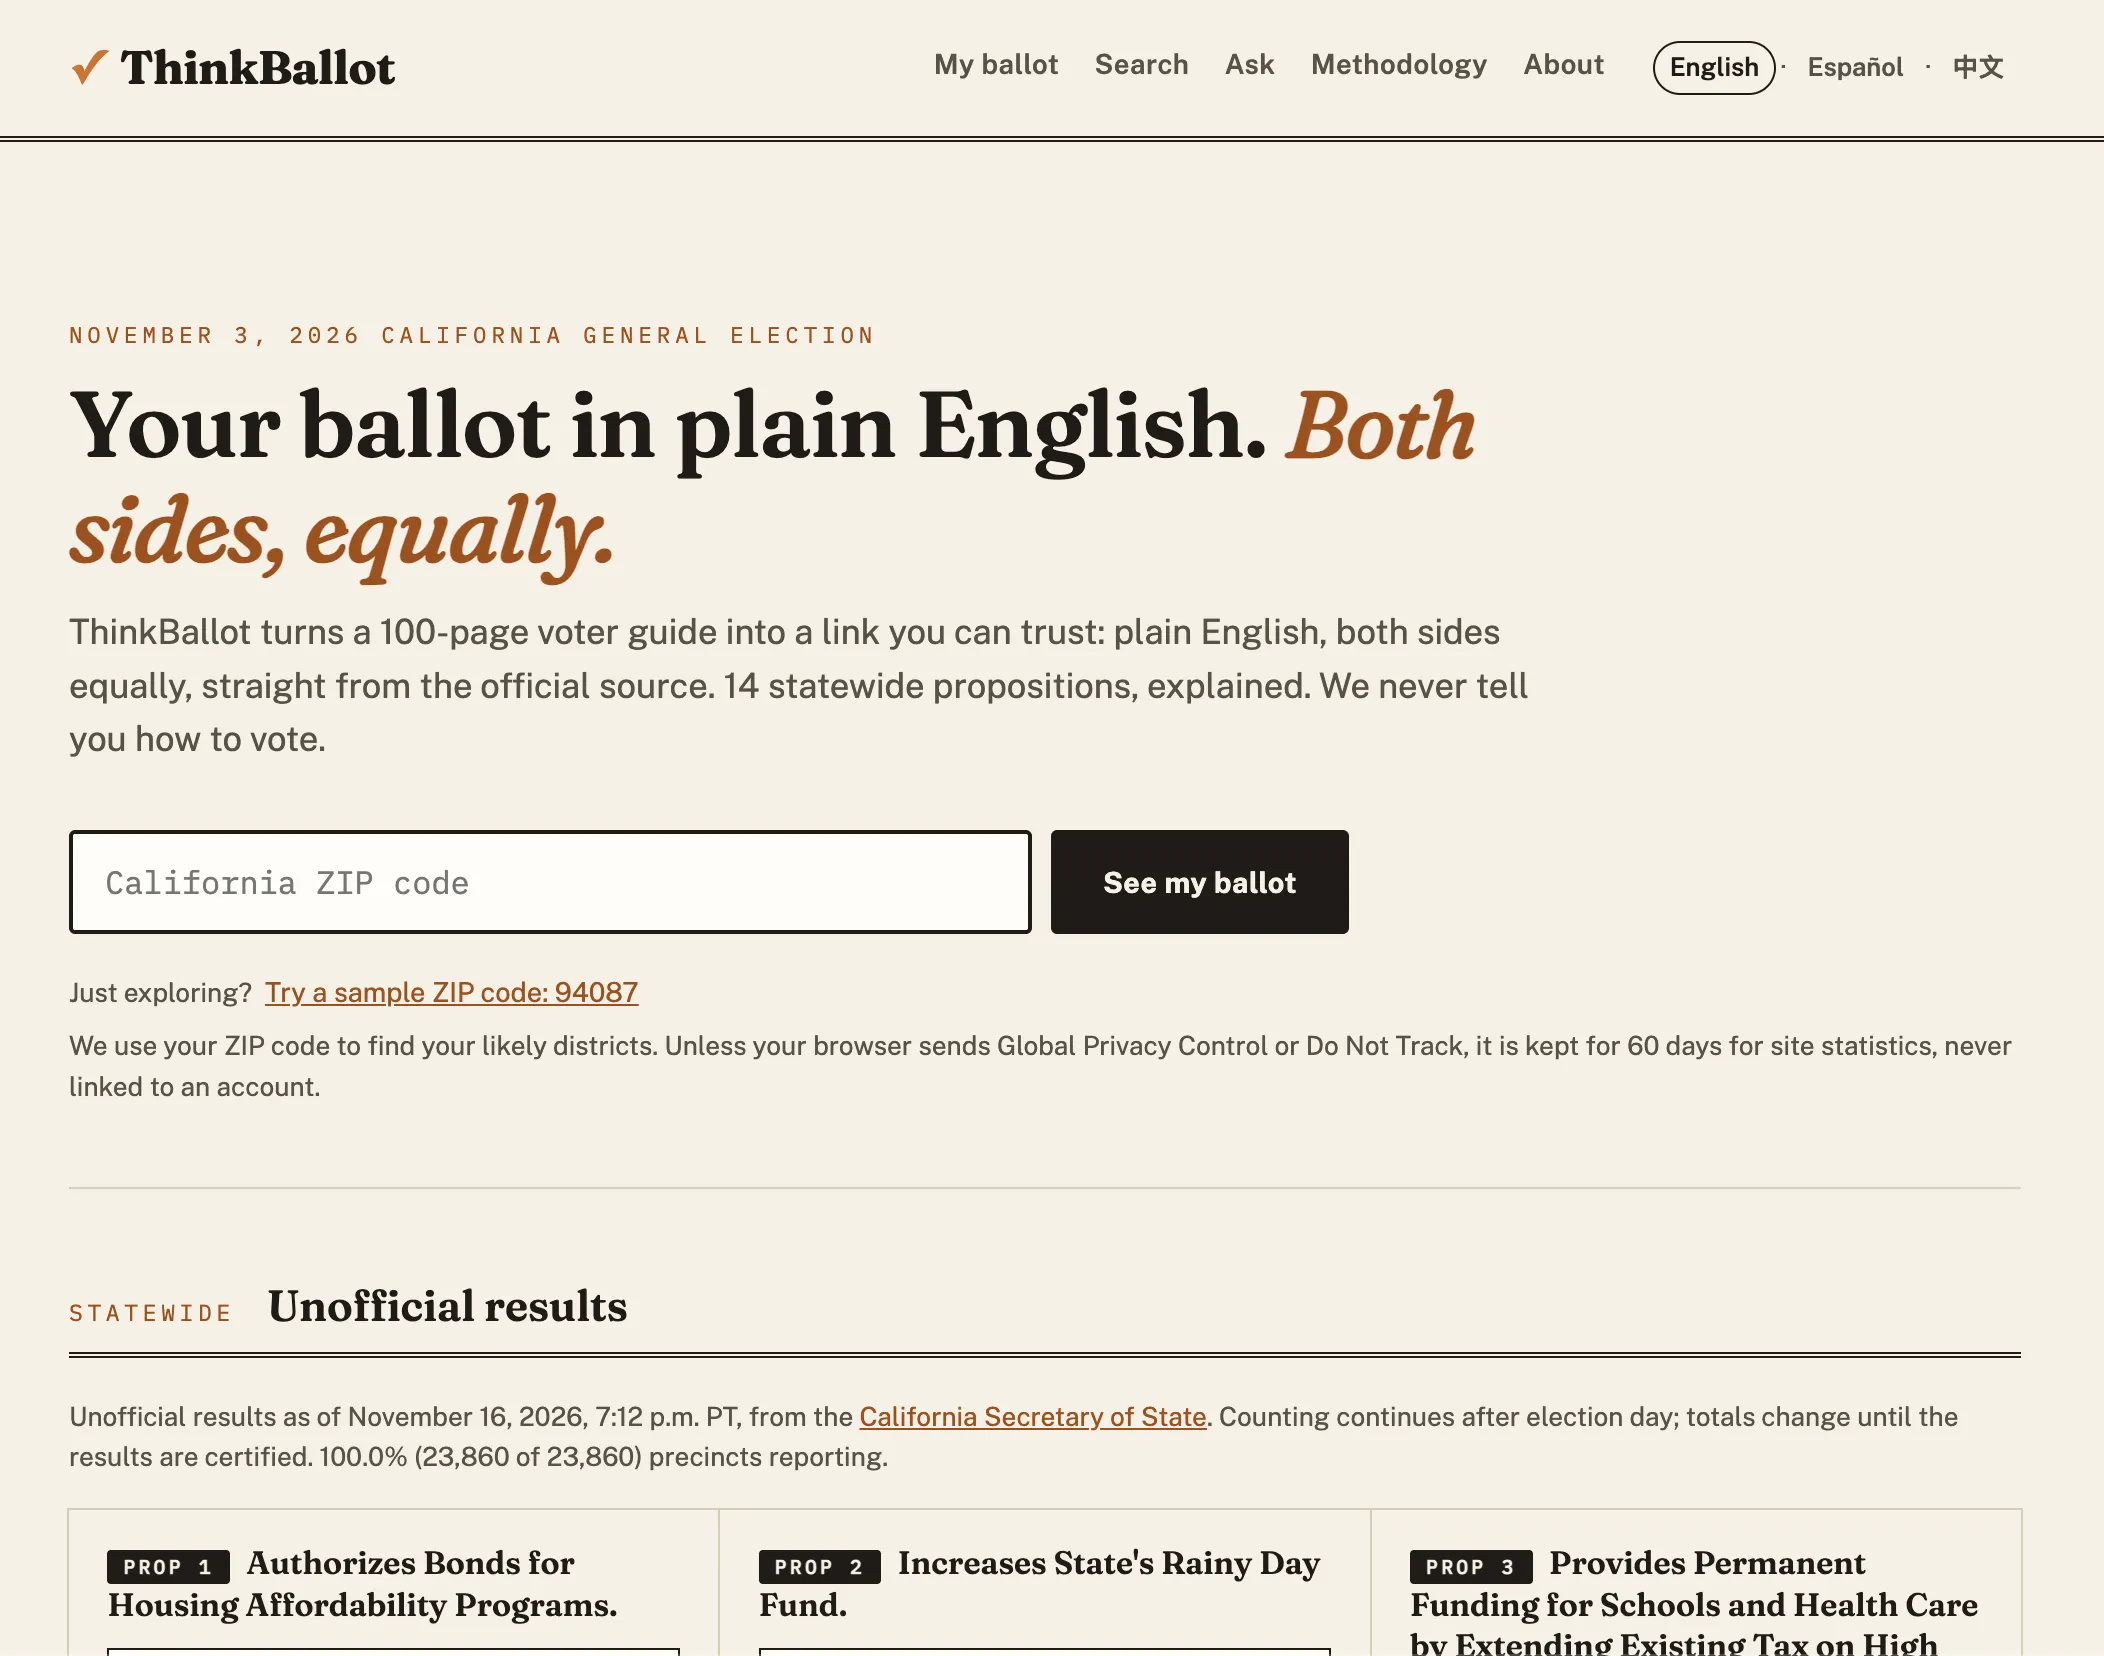 ✓ ThinkBallot
My ballot Search Ask Methodology About English · Español · 中文
NOVEMBER 3, 2026 CALIFORNIA GENERAL ELECTION
Your ballot in plain English. Both
sides, equally.
ThinkBallot turns a 100-page voter guide into a link you can trust: plain English, both sides
equally, straight from the official source. 14 statewide propositions, explained. We never tell
you how to vote.
California ZIP code
See my ballot
Just exploring? Try a sample ZIP code: 94087
We use your ZIP code to find your likely districts. Unless your browser sends Global Privacy Control or Do Not Track, it is kept for 60 days for site statistics, never
linked to an account.
STATEWIDE Unofficial results
Unofficial results as of November 16, 2026, 7:12 p.m. PT, from the California Secretary of State. Counting continues after election day; totals change until the
results are certified. 100.0% (23,860 of 23,860) precincts reporting.
PROP 1 Authorizes Bonds for
Housing Affordability Programs.
PROP 2 Increases State's Rainy Day
Fund.
PROP 3 Provides Permanent
Funding for Schools and Health Care
by Extending Existing Tax on High